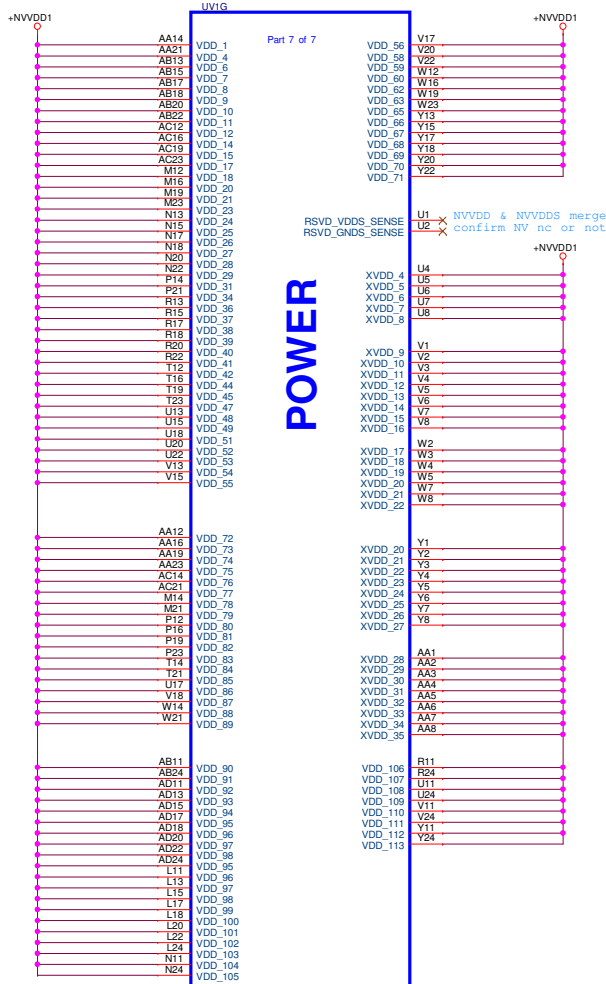 UV1G
+NVVDD1
Part 7 of 7
POWER
AA14 VDD_1
AA21 VDD_4
AB13 VDD_6
AB15 VDD_7
AB17 VDD_8
AB18 VDD_9
AB20 VDD_10
AB22 VDD_11
AC12 VDD_12
AC16 VDD_14
AC19 VDD_15
AC23 VDD_17
M12 VDD_18
M16 VDD_20
M19 VDD_21
M23 VDD_23
N13 VDD_24
N15 VDD_25
N17 VDD_26
N18 VDD_27
N20 VDD_28
N22 VDD_29
P14 VDD_31
P21 VDD_34
R13 VDD_36
R15 VDD_37
R17 VDD_38
R18 VDD_39
R20 VDD_40
R22 VDD_41
T12 VDD_42
T16 VDD_44
T19 VDD_45
T23 VDD_47
U13 VDD_48
U15 VDD_49
U18 VDD_51
U20 VDD_52
U22 VDD_53
V13 VDD_54
V15 VDD_55
AA12 VDD_72
AA16 VDD_73
AA19 VDD_74
AA23 VDD_75
AC14 VDD_76
AC21 VDD_77
M14 VDD_78
M21 VDD_79
P12 VDD_80
P16 VDD_81
P19 VDD_82
P23 VDD_83
T14 VDD_84
T21 VDD_85
U17 VDD_86
V18 VDD_87
W14 VDD_88
W21 VDD_89
AB11 VDD_90
AB24 VDD_91
AD11 VDD_92
AD13 VDD_93
AD15 VDD_94
AD17 VDD_95
AD18 VDD_96
AD20 VDD_97
AD22 VDD_98
AD24 VDD_95
L11 VDD_96
L13 VDD_97
L15 VDD_98
L17 VDD_99
L18 VDD_100
L20 VDD_101
L22 VDD_102
L24 VDD_103
N11 VDD_104
N24 VDD_105
+NVVDD1
VDD_56 V17
VDD_58 V20
VDD_59 V22
VDD_60 W12
VDD_62 W16
VDD_63 W19
VDD_65 W23
VDD_66 Y13
VDD_67 Y15
VDD_68 Y17
VDD_69 Y18
VDD_70 Y20
VDD_71 Y22
RSVD_VDDS_SENSE U1 NVVDD & NVVDDS merge
RSVD_GNDS_SENSE U2 confirm NV nc or not
+NVVDD1
XVDD_4 U4
XVDD_5 U5
XVDD_6 U6
XVDD_7 U7
XVDD_8 U8
XVDD_9 V1
XVDD_10 V2
XVDD_11 V3
XVDD_12 V4
XVDD_13 V5
XVDD_14 V6
XVDD_15 V7
XVDD_16 V8
XVDD_17 W2
XVDD_18 W3
XVDD_19 W4
XVDD_20 W5
XVDD_21 W7
XVDD_22 W8
XVDD_20 Y1
XVDD_21 Y2
XVDD_22 Y3
XVDD_23 Y4
XVDD_24 Y5
XVDD_25 Y6
XVDD_26 Y7
XVDD_27 Y8
XVDD_28 AA1
XVDD_29 AA2
XVDD_30 AA3
XVDD_31 AA4
XVDD_32 AA5
XVDD_33 AA6
XVDD_34 AA7
XVDD_35 AA8
VDD_106 R11
VDD_107 R24
VDD_108 U11
VDD_109 U24
VDD_110 V11
VDD_111 V24
VDD_112 Y11
VDD_113 Y24